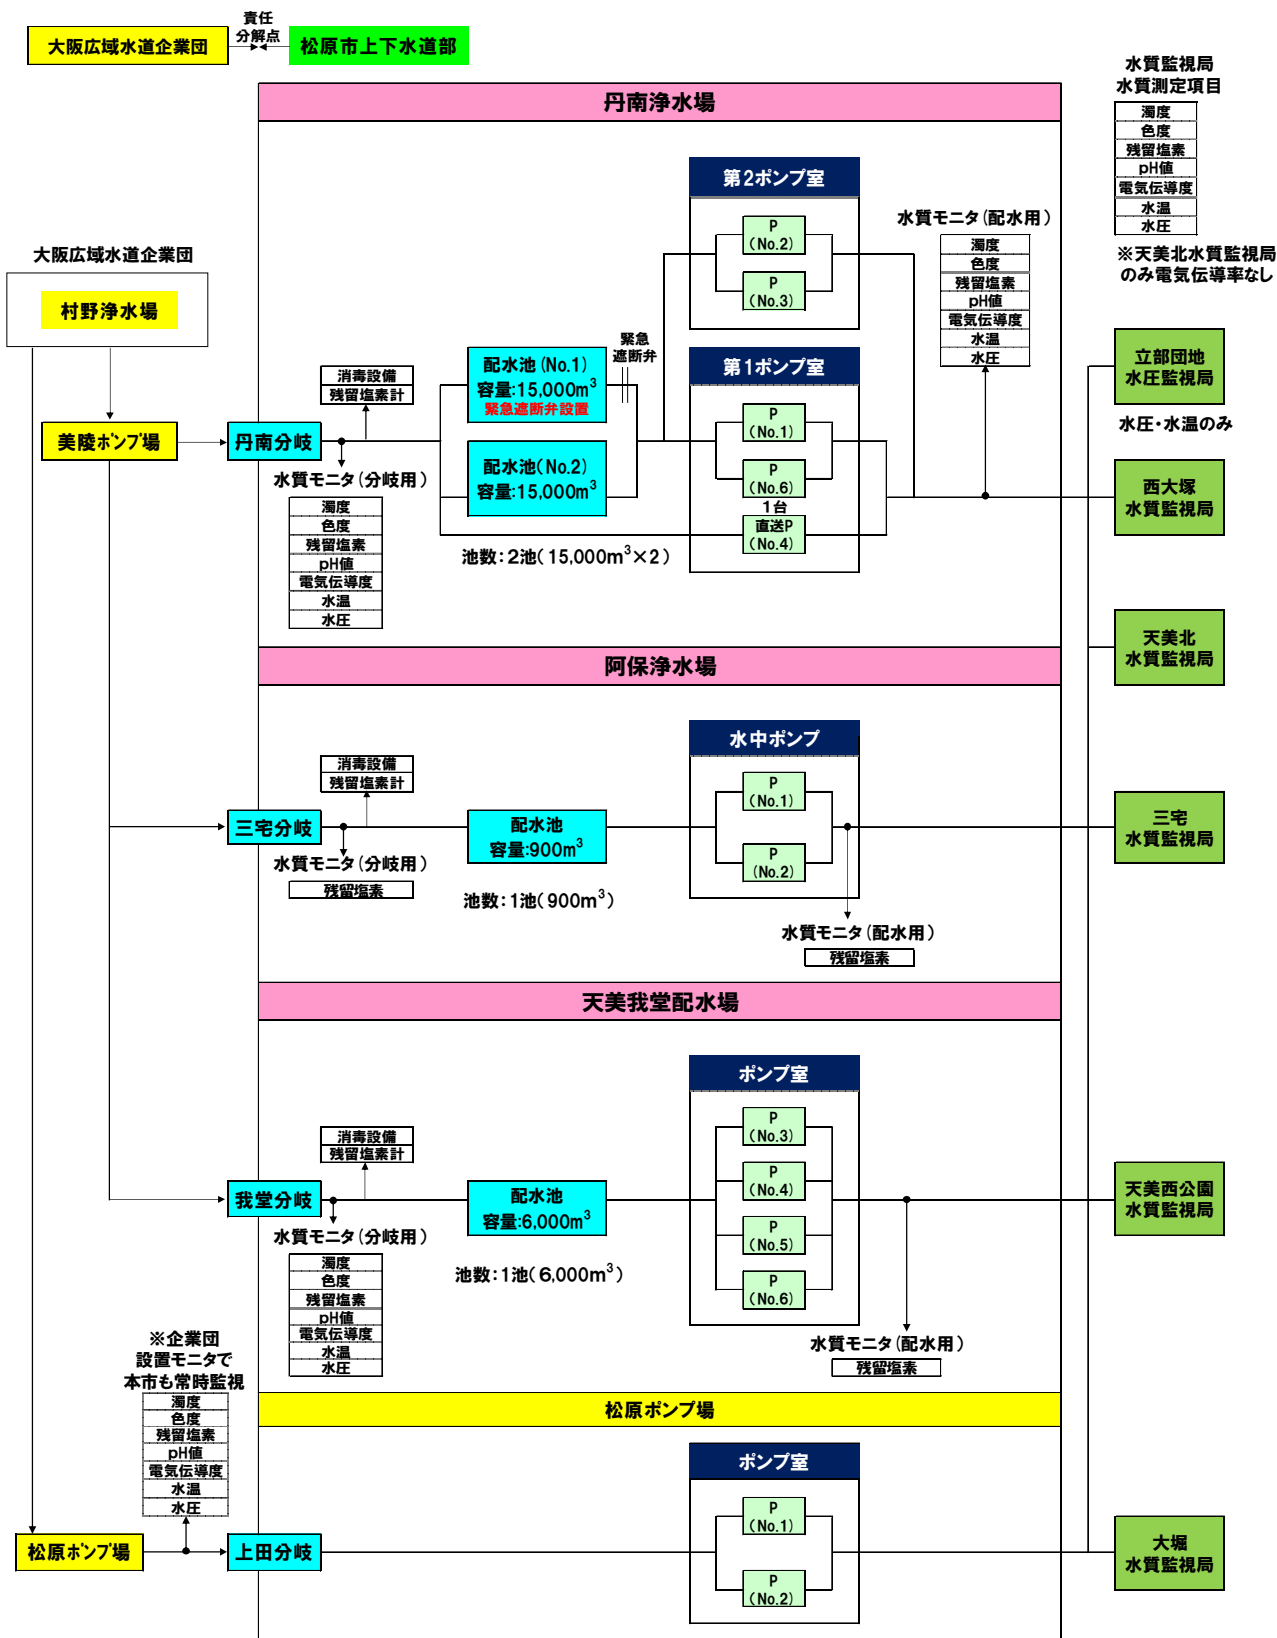 大阪広域水道企業団
責任
分解点
松原市上下水道部
水質監視局
水質測定項目
濁度
色度
残留塩素
pH値
電気伝導度
水温
水圧
※天美北水質監視局
のみ電気伝導率なし
丹南浄水場
第2ポンプ室
P
(No.2)
P
(No.3)
水質モニタ(配水用)
濁度
色度
残留塩素
pH値
電気伝導度
水温
水圧
大阪広域水道企業団
村野浄水場
緊急
遮断弁
配水池(No.1)
容量:15,000m³
緊急遮断弁設置
第1ポンプ室
P
(No.1)
P
(No.6)
1台
直送P
(No.4)
立部団地
水圧監視局
水圧・水温のみ
消毒設備
残留塩素計
美陵ポンプ場
丹南分岐
配水池(No.2)
容量:15,000m³
西大塚
水質監視局
水質モニタ(分岐用)
濁度
色度
残留塩素
pH値
電気伝導度
水温
水圧
池数:2池(15,000m³×2)
天美北
水質監視局
阿保浄水場
水中ポンプ
消毒設備
残留塩素計
P
(No.1)
P
(No.2)
三宅分岐
配水池
容量:900m³
三宅
水質監視局
水質モニタ(分岐用)
残留塩素
池数:1池(900m³)
水質モニタ(配水用)
残留塩素
天美我堂配水場
ポンプ室
P
(No.3)
P
(No.4)
P
(No.5)
P
(No.6)
消毒設備
残留塩素計
我堂分岐
配水池
容量:6,000m³
天美西公園
水質監視局
水質モニタ(分岐用)
濁度
色度
残留塩素
pH値
電気伝導度
水温
水圧
池数:1池(6,000m³)
水質モニタ(配水用)
残留塩素
※企業団
設置モニタで
本市も常時監視
濁度
色度
残留塩素
pH値
電気伝導度
水温
水圧
松原ポンプ場
ポンプ室
P
(No.1)
P
(No.2)
松原ポンプ場
上田分岐
大堀
水質監視局